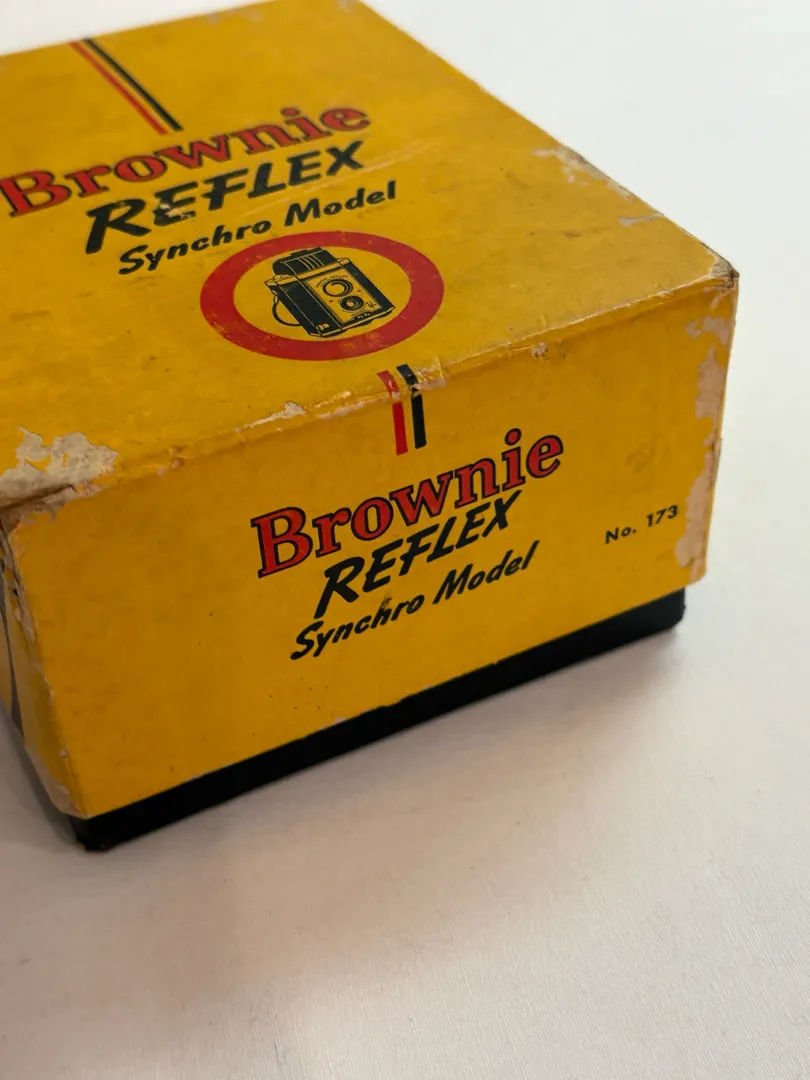 Brownie
REFLEX
Synchro Model
Brownie
REFLEX
Synchro Model
No. 173